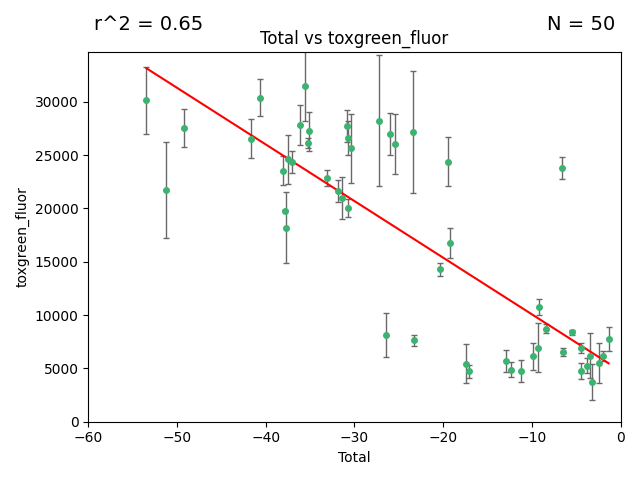 r^2 = 0.65
N = 50
Total vs toxgreen_fluor
toxgreen_fluor
30000
25000
20000
15000
10000
5000
0
−60
−50
−40
−30
−20
−10
0
Total